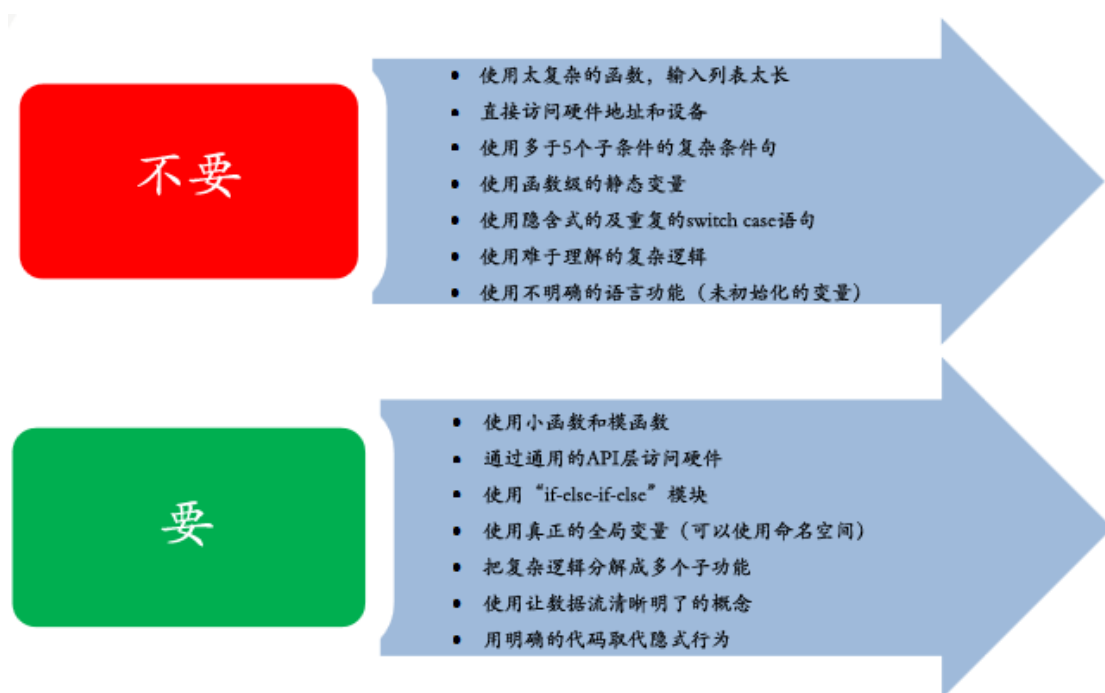 不要
• 使用太复杂的函数，输入列表太长
• 直接访问硬件地址和设备
• 使用多于5个子条件的复杂条件句
• 使用函数级的静态变量
• 使用隐含式的及重复的switch case语句
• 使用难于理解的复杂逻辑
• 使用不明确的语言功能（未初始化的变量）
要
• 使用小函数和模函数
• 通过通用的API层访问硬件
• 使用“if-else-if-else”模块
• 使用真正的全局变量（可以使用命名空间）
• 把复杂逻辑分解成多个子功能
• 使用让数据流清晰明了的概念
• 用明确的代码取代隐式行为